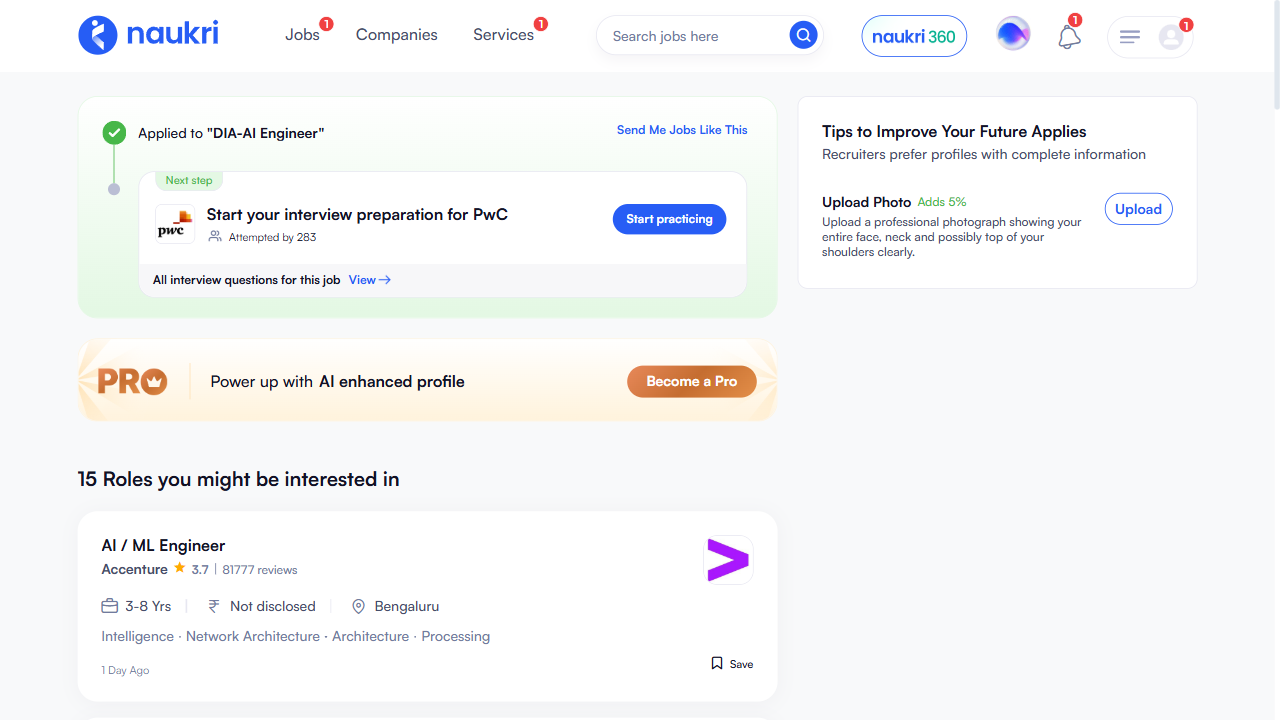 naukri
Jobs 1
Companies
Services 1
Search jobs here
naukri 360
1
1
Applied to "DIA-AI Engineer"
Send Me Jobs Like This
Next step
pwc
Start your interview preparation for PwC
Attempted by 283
Start practicing
All interview questions for this job View
Tips to Improve Your Future Applies
Recruiters prefer profiles with complete information
Upload Photo Adds 5%
Upload a professional photograph showing your
entire face, neck and possibly top of your
shoulders clearly.
Upload
PRO
Power up with AI enhanced profile
Become a Pro
15 Roles you might be interested in
AI / ML Engineer
Accenture 3.7 | 81777 reviews
3-8 Yrs
₹ Not disclosed
Bengaluru
Intelligence · Network Architecture · Architecture · Processing
1 Day Ago
Save